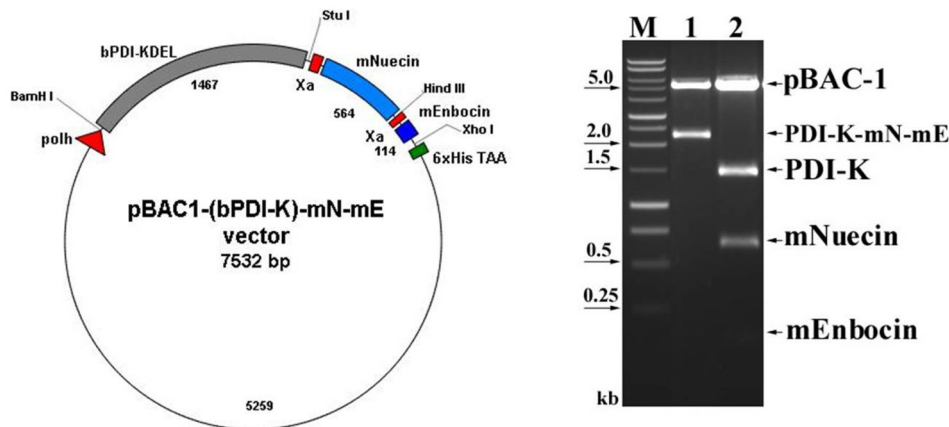 Stu I
bPDI-KDEL
1467
Xa
mNuecin
564
Hind III
BamH I
polh
Xa
mEnbocin
114
Xho I
6xHis TAA
pBAC1-(bPDI-K)-mN-mE
vector
7532 bp
5259
M 1 2
5.0
pBAC-1
2.0
PDI-K-mN-mE
1.5
PDI-K
mNuecin
0.5
0.25
mEnbocin
kb